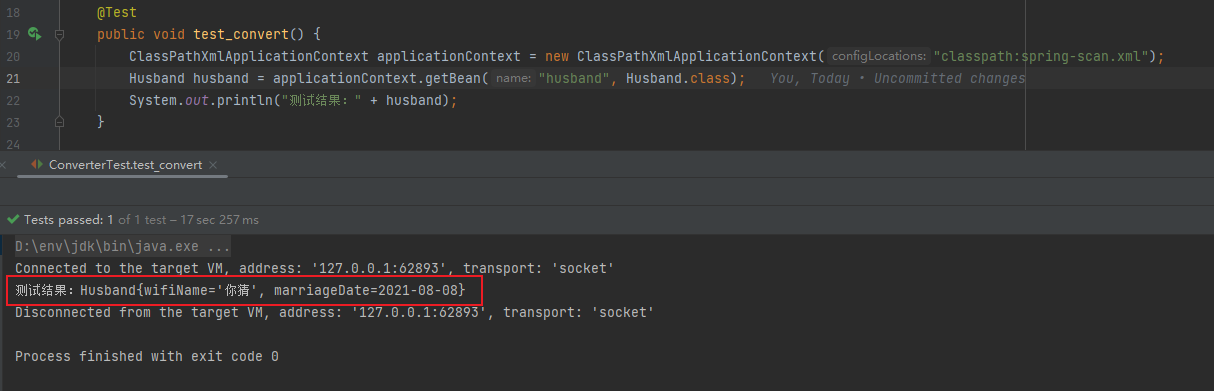 18 @Test
19 public void test_convert() {
20 ClassPathXmlApplicationContext applicationContext = new ClassPathXmlApplicationContext( configLocations: "classpath:spring-scan.xml");
21 Husband husband = applicationContext.getBean( name: "husband", Husband.class); You, Today • Uncommitted changes
22 System.out.println("测试结果：" + husband);
23 }
24
ConverterTest.test_convert ×
Tests passed: 1 of 1 test – 17 sec 257 ms
D:\env\jdk\bin\java.exe ...
Connected to the target VM, address: '127.0.0.1:62893', transport: 'socket'
测试结果：Husband{wifiName='你猜', marriageDate=2021-08-08}
Disconnected from the target VM, address: '127.0.0.1:62893', transport: 'socket'
Process finished with exit code 0